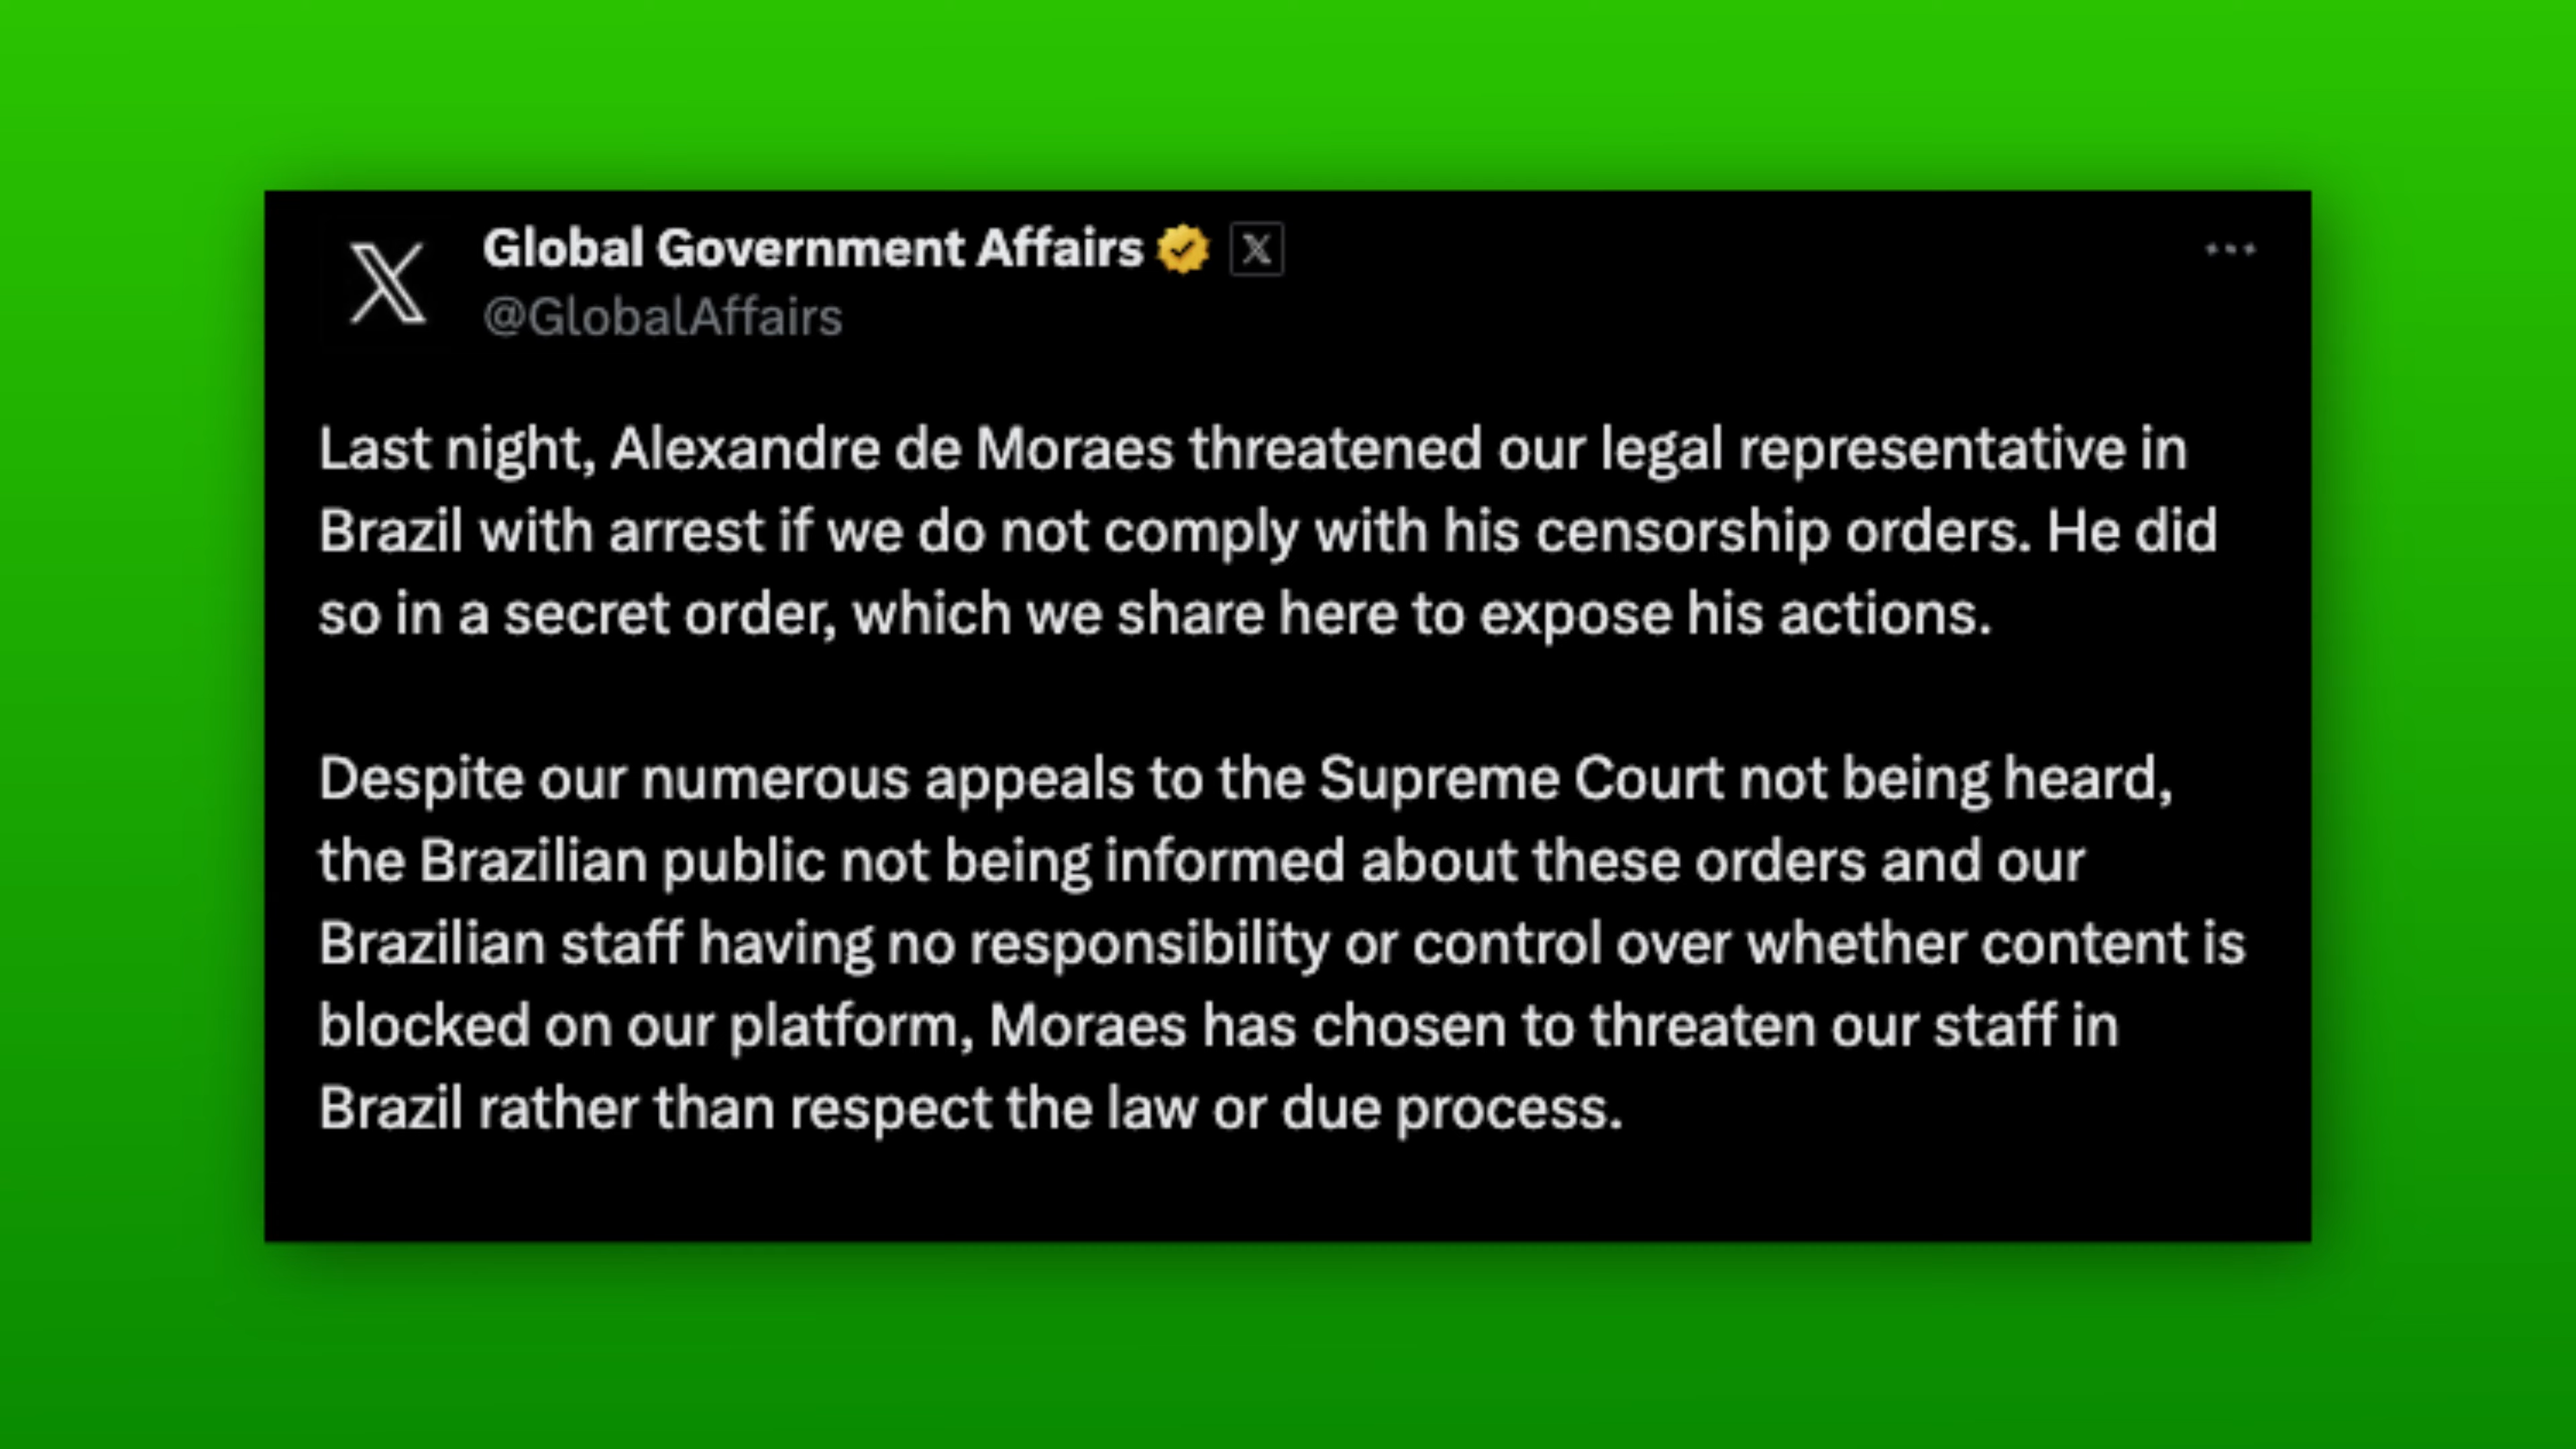 Global Government Affairs
@GlobalAffairs
Last night, Alexandre de Moraes threatened our legal representative in
Brazil with arrest if we do not comply with his censorship orders. He did
so in a secret order, which we share here to expose his actions.
Despite our numerous appeals to the Supreme Court not being heard,
the Brazilian public not being informed about these orders and our
Brazilian staff having no responsibility or control over whether content is
blocked on our platform, Moraes has chosen to threaten our staff in
Brazil rather than respect the law or due process.